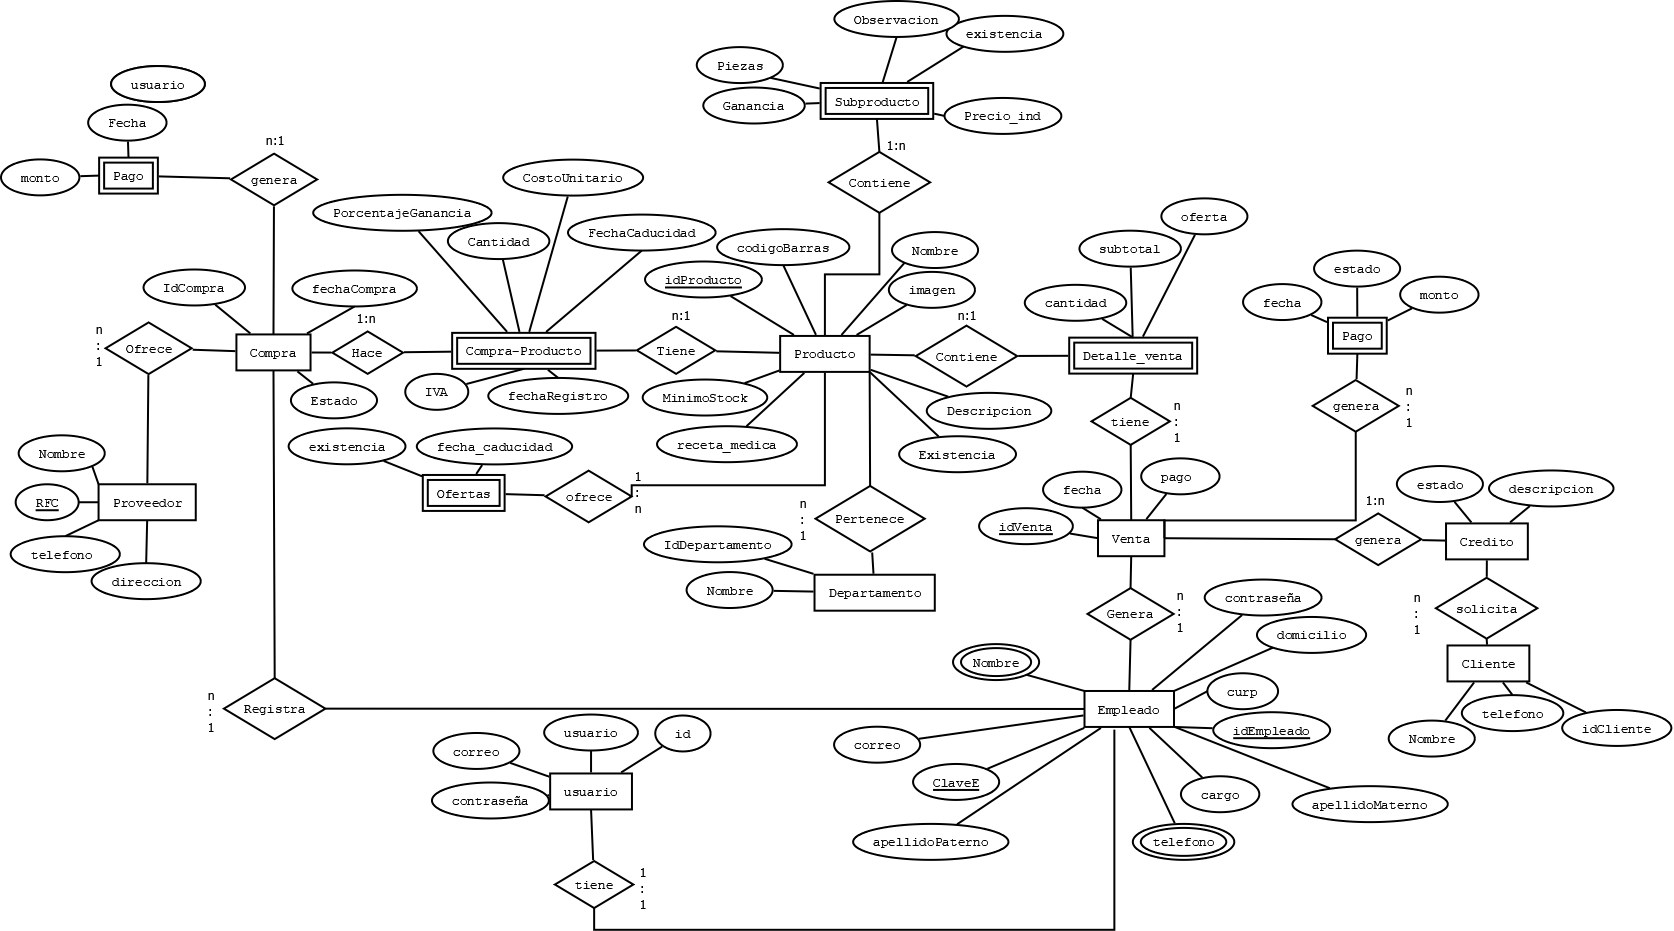 Observacion
existencia
Piezas
Ganancia
Subproducto
Precio_ind
usuario
Fecha
monto
Pago
n:1
genera
1:n
Contiene
CostoUnitario
PorcentajeGanancia
Cantidad
FechaCaducidad
codigoBarras
Nombre
idProducto
imagen
oferta
subtotal
cantidad
estado
fecha
monto
IdCompra
fechaCompra
n
:
1
Ofrece
Compra
1:n
Hace
Compra-Producto
n:1
Tiene
Producto
n:1
Contiene
Detalle_venta
Pago
Estado
IVA
fechaRegistro
MinimoStock
receta_medica
Descripcion
Existencia
tiene
n
:
1
genera
n
:
1
existencia
fecha_caducidad
Ofertas
ofrece
1
:
n
Nombre
RFC
Proveedor
telefono
direccion
n
:
1
Pertenece
IdDepartamento
Nombre
Departamento
fecha
pago
idVenta
Venta
1:n
genera
estado
descripcion
Credito
Genera
n
:
1
n
:
1
solicita
Cliente
Nombre
telefono
idCliente
contraseña
domicilio
Nombre
curp
Empleado
idEmpleado
correo
ClaveE
cargo
apellidoMaterno
apellidoPaterno
telefono
n
:
1
Registra
usuario
id
correo
contraseña
usuario
tiene
1
:
1